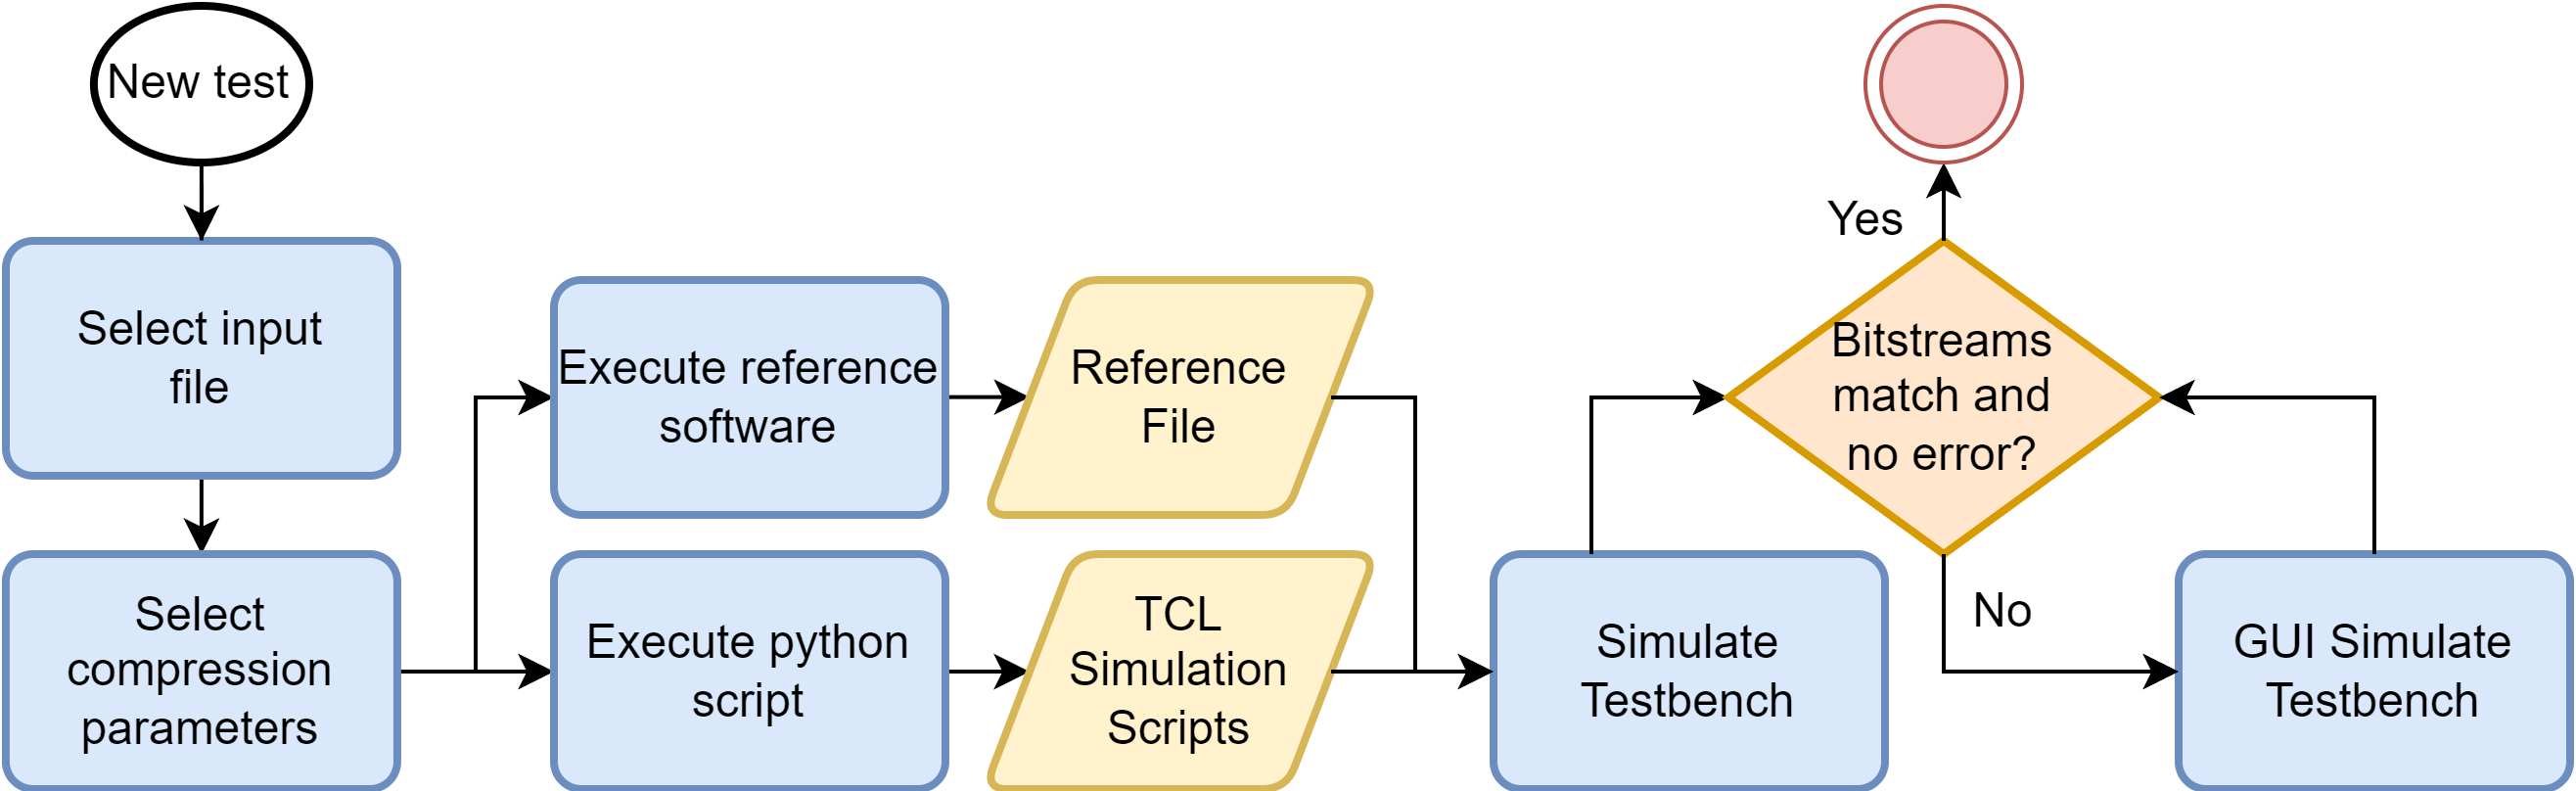 New test
Select input
file
Select
compression
parameters
Execute reference
software
Execute python
script
Reference
File
TCL
Simulation
Scripts
Simulate
Testbench
Yes
Bitstreams
match and
no error?
No
GUI Simulate
Testbench